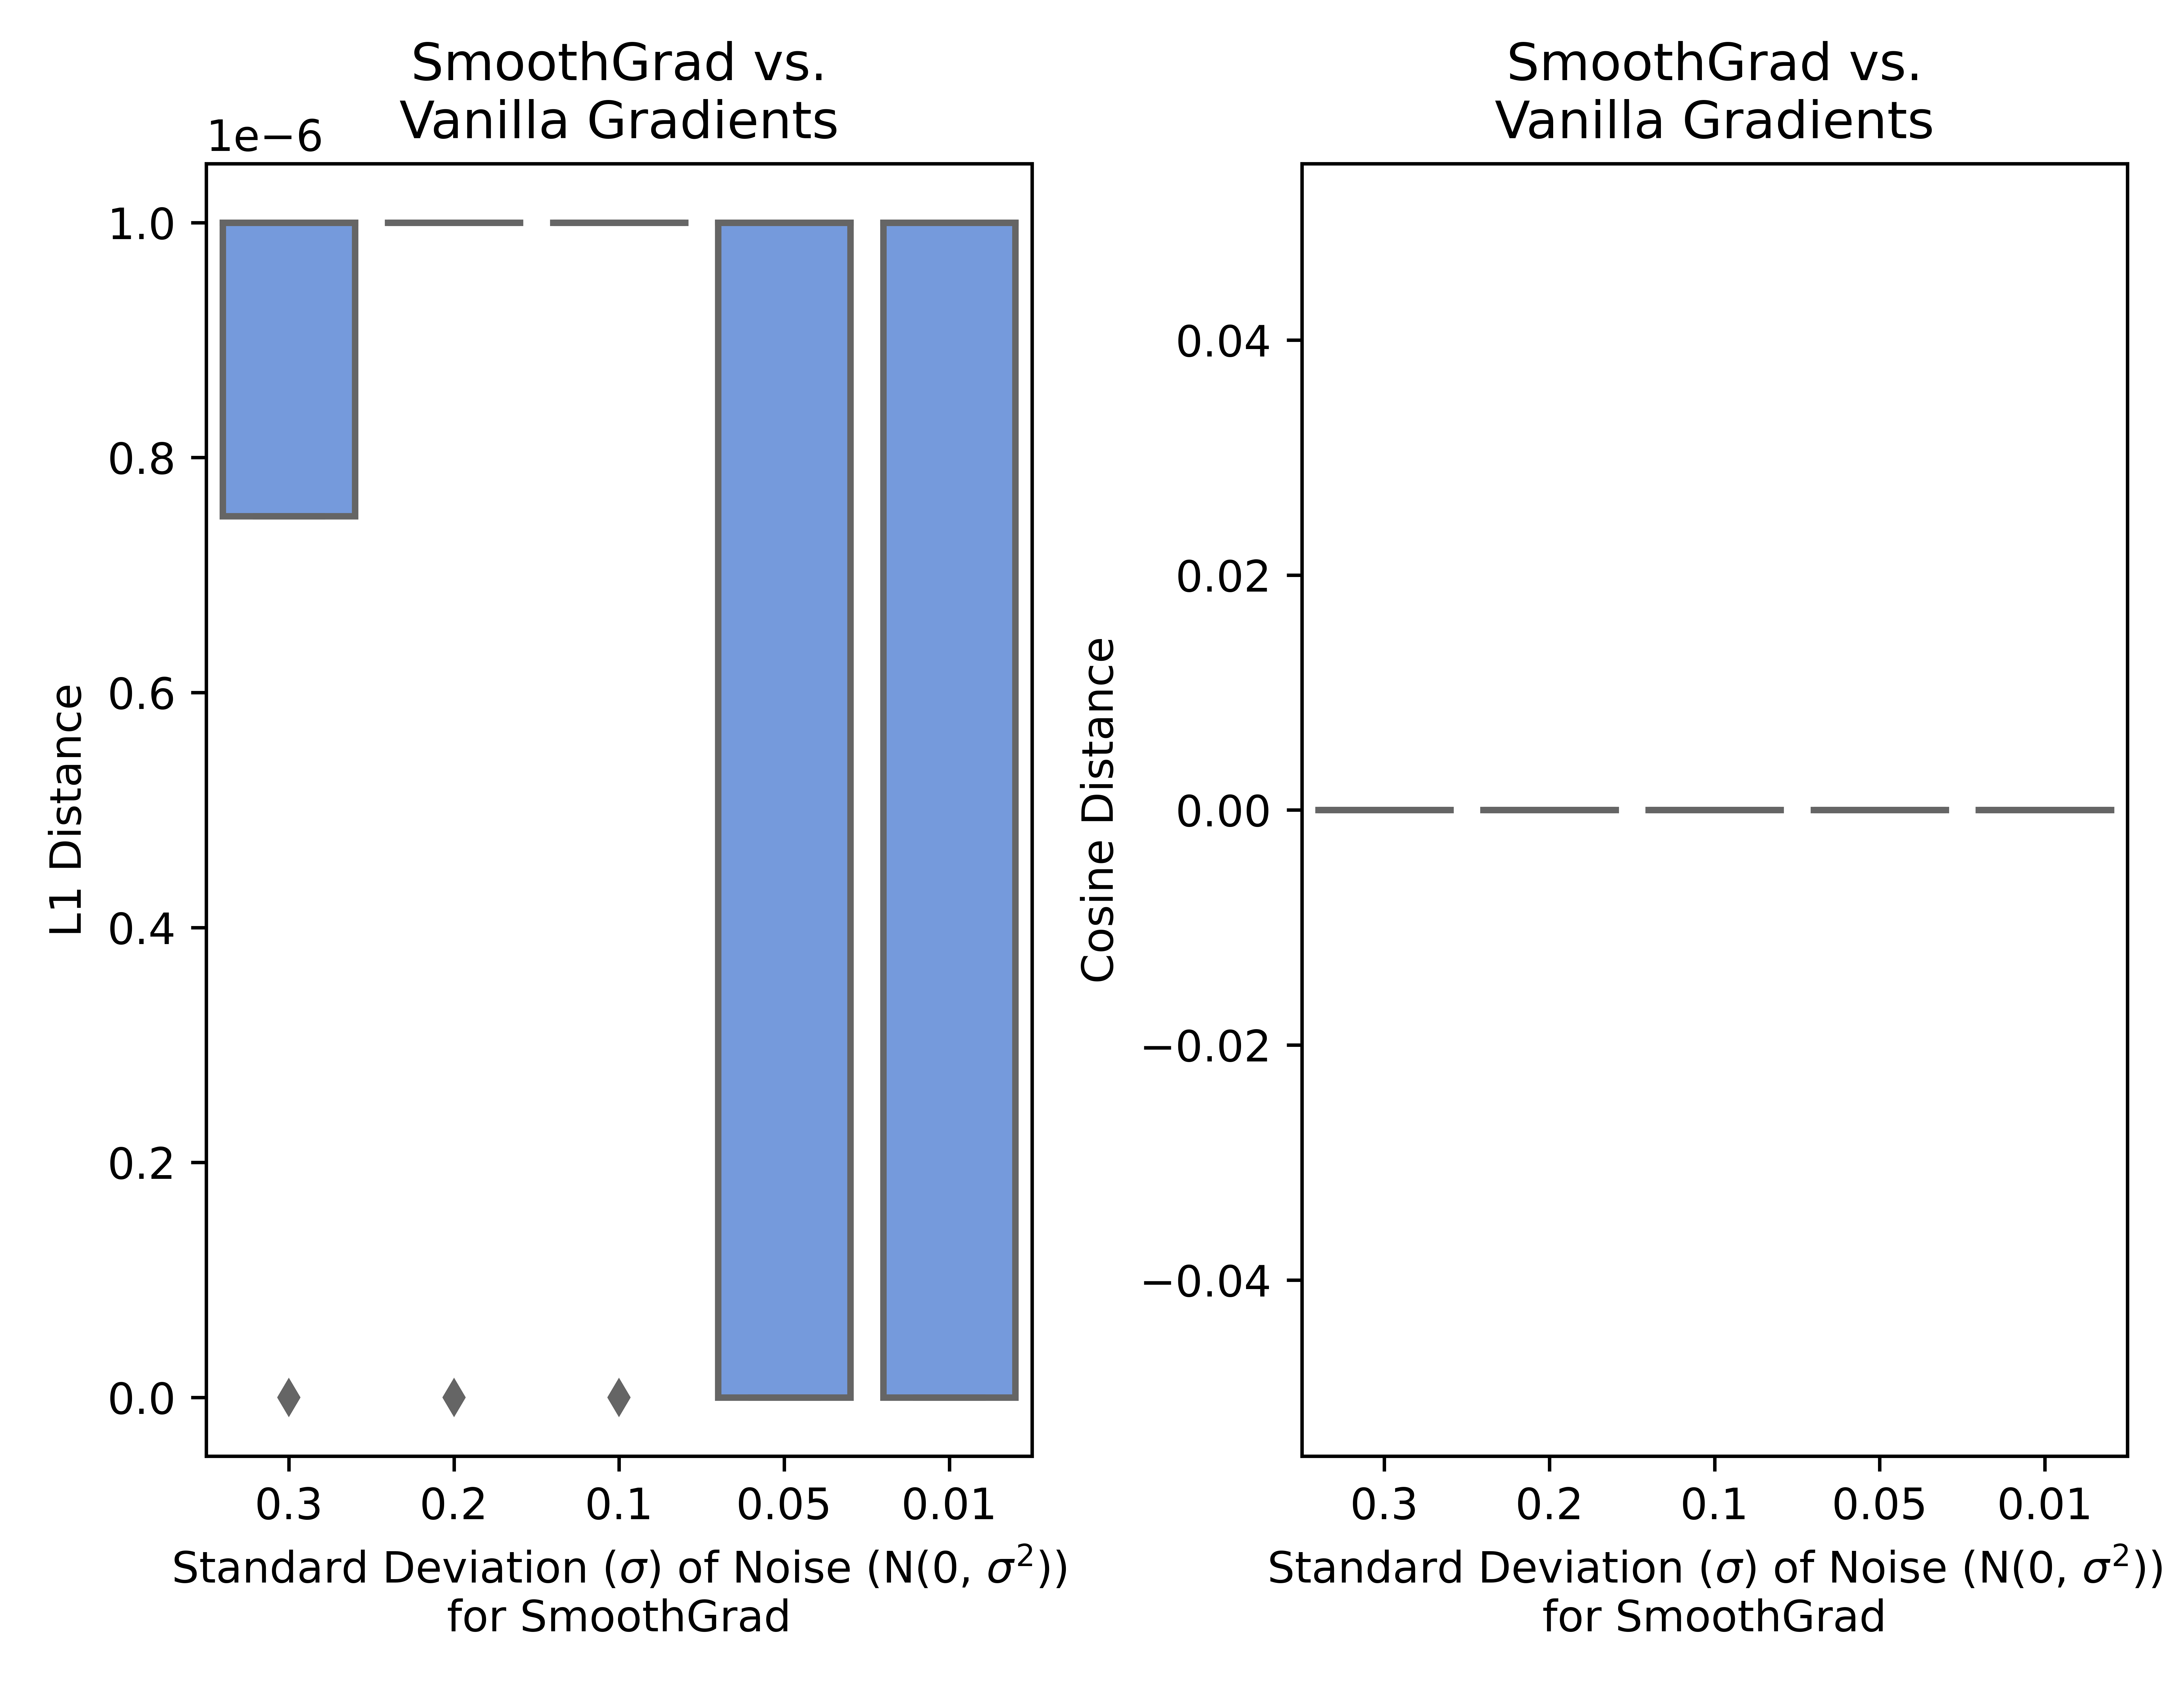 SmoothGrad vs.
Vanilla Gradients
1e−6
1.0
0.8
0.6
0.4
0.2
0.0
L1 Distance
0.3 0.2 0.1 0.05 0.01
Standard Deviation (σ) of Noise (N(0, σ²))
for SmoothGrad
SmoothGrad vs.
Vanilla Gradients
0.04
0.02
0.00
−0.02
−0.04
Cosine Distance
0.3 0.2 0.1 0.05 0.01
Standard Deviation (σ) of Noise (N(0, σ²))
for SmoothGrad